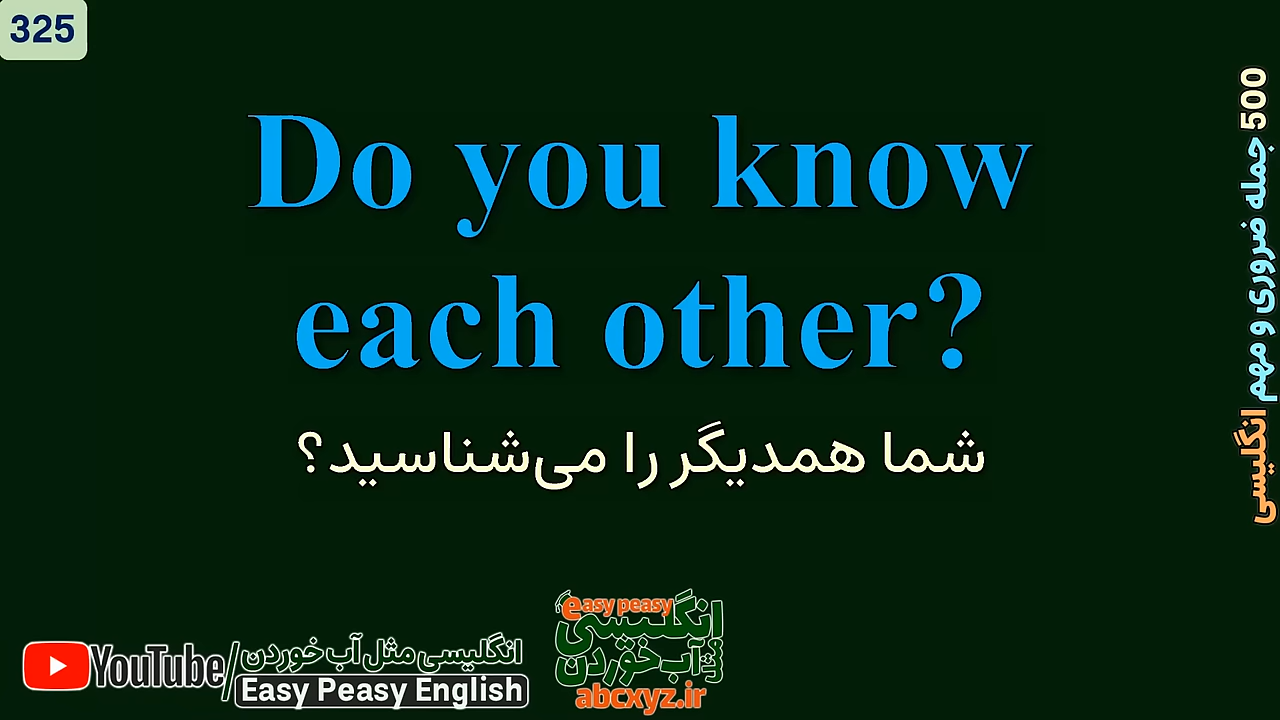 325
Do you know
each other?
شما همدیگر را می‌شناسید؟
500 جمله ضروری و مهم انگلیسی
YouTube/انگلیسی مثل آب خوردن
Easy Peasy English
easy peasy
انگلیسی
مثل
آب خوردن
abcxyz.ir